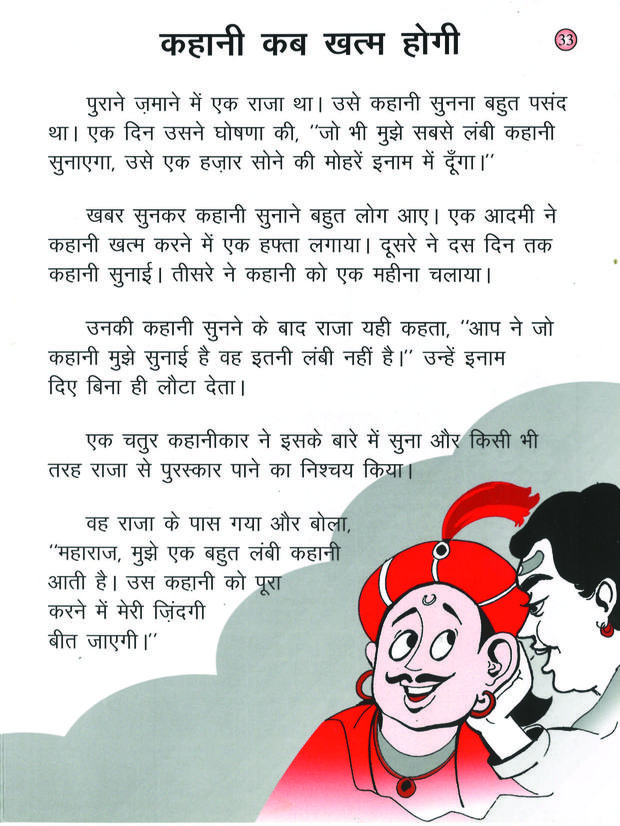 कहानी कब खत्म होगी
33
पुराने ज़माने में एक राजा था। उसे कहानी सुनना बहुत पसंद
था। एक दिन उसने घोषणा की, ''जो भी मुझे सबसे लंबी कहानी
सुनाएगा, उसे एक हज़ार सोने की मोहरें इनाम में दूँगा।''
खबर सुनकर कहानी सुनाने बहुत लोग आए। एक आदमी ने
कहानी खत्म करने में एक हफ्ता लगाया। दूसरे ने दस दिन तक
कहानी सुनाई। तीसरे ने कहानी को एक महीना चलाया।
उनकी कहानी सुनने के बाद राजा यही कहता, ''आप ने जो
कहानी मुझे सुनाई है वह इतनी लंबी नहीं है।'' उन्हें इनाम
दिए बिना ही लौटा देता।
एक चतुर कहानीकार ने इसके बारे में सुना और किसी भी
तरह राजा से पुरस्कार पाने का निश्चय किया।
वह राजा के पास गया और बोला,
''महाराज, मुझे एक बहुत लंबी कहानी
आती है। उस कहानी को पूरा
करने में मेरी ज़िंदगी
बीत जाएगी।''